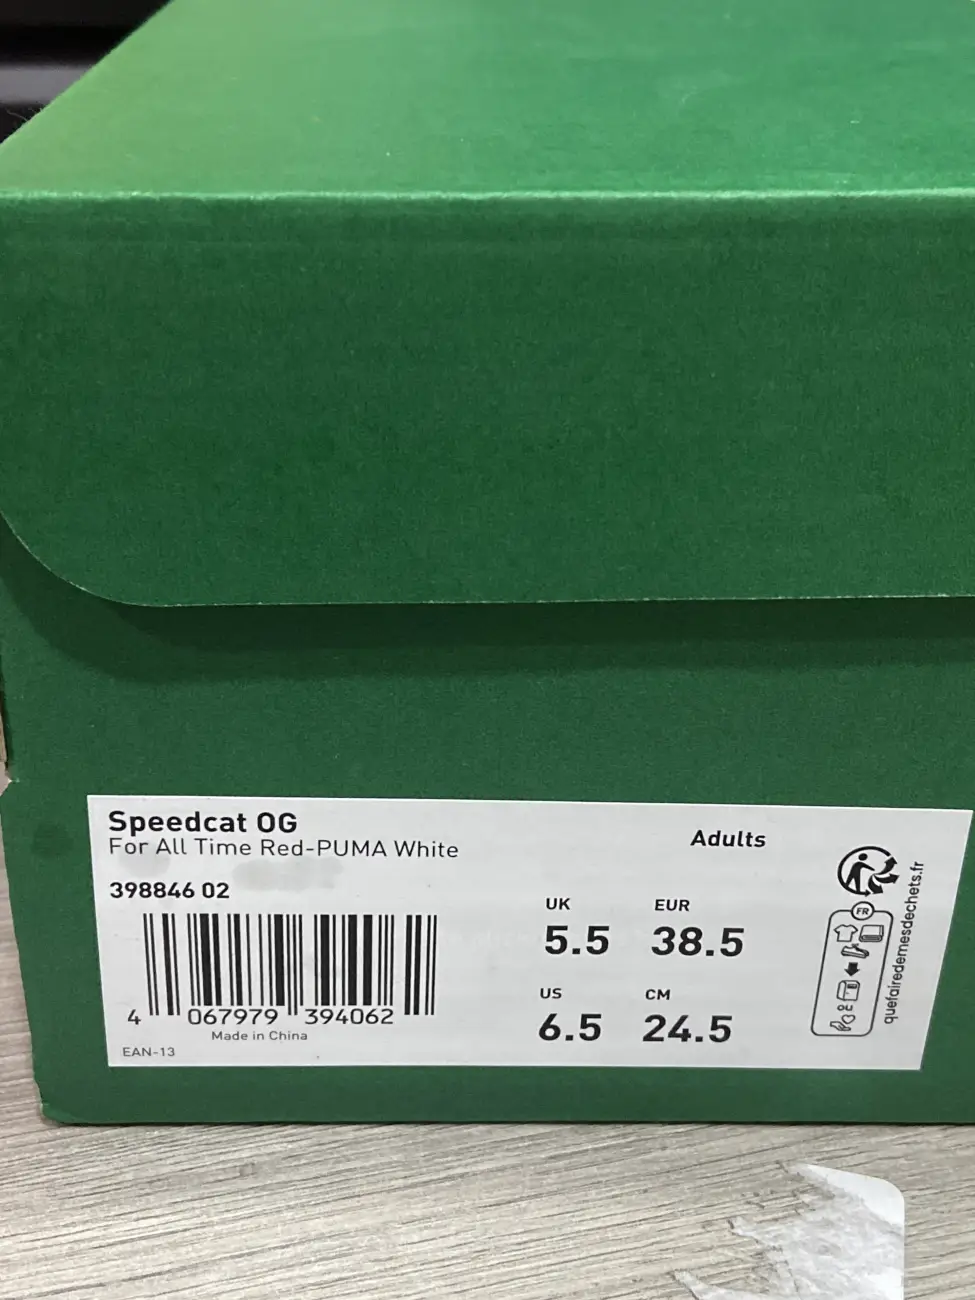 Speedcat OG
For All Time Red-PUMA White
398846 02
4 067979 394062
Made in China
EAN-13
Adults
UK
5.5
EUR
38.5
US
6.5
CM
24.5
FR
quefairedemesdechets.fr